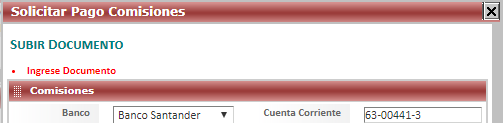 Solicitar Pago Comisiones
SUBIR DOCUMENTO
• Ingrese Documento
Comisiones
Banco Banco Santander Cuenta Corriente 63-00441-3